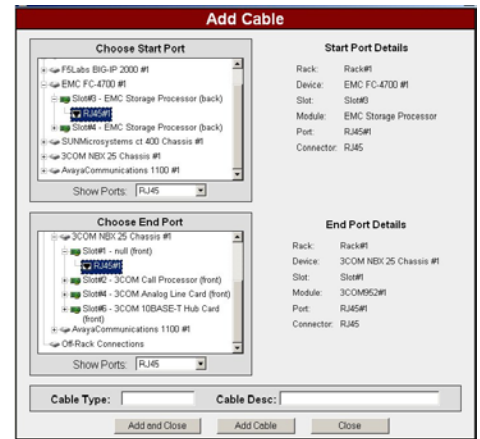 Add Cable
Choose Start Port
F5Labs BIG-IP 2000 #1
EMC FC-4700 #1
Slot#3 - EMC Storage Processor (back)
RJ45#1
Slot#4 - EMC Storage Processor (back)
SUNMicrosystems ct 400 Chassis #1
3COM NBX 25 Chassis #1
AvayaCommunications 1100 #1
Show Ports: RJ45
Start Port Details
Rack: Rack#1
Device: EMC FC-4700 #1
Slot: Slot#3
Module: EMC Storage Processor
Port: RJ45#1
Connector: RJ45
Choose End Port
3COM NBX 25 Chassis #1
Slot#1 - null (front)
RJ45#1
Slot#2 - 3COM Call Processor (front)
Slot#4 - 3COM Analog Line Card (front)
Slot#6 - 3COM 10BASE-T Hub Card
(front)
AvayaCommunications 1100 #1
Off-Rack Connections
Show Ports: RJ45
End Port Details
Rack: Rack#1
Device: 3COM NBX 25 Chassis #1
Slot: Slot#1
Module: 3COM952#1
Port: RJ45#1
Connector: RJ45
Cable Type: Cable Desc:
Add and Close Add Cable Close